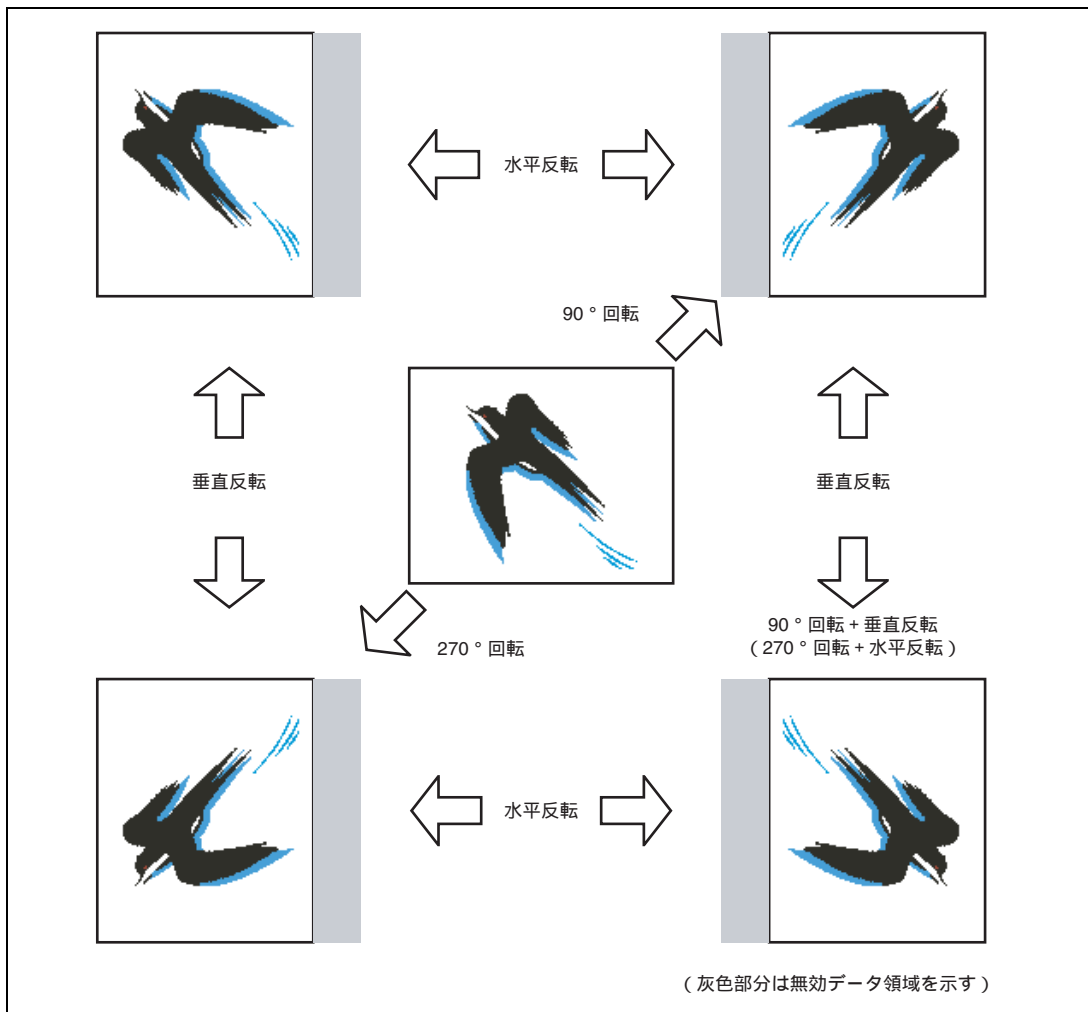 水平反転
90 ° 回転
垂直反転
垂直反転
270 ° 回転
90 ° 回転 + 垂直反転
( 270 ° 回転 + 水平反転 )
水平反転
( 灰色部分は無効データ領域を示す )